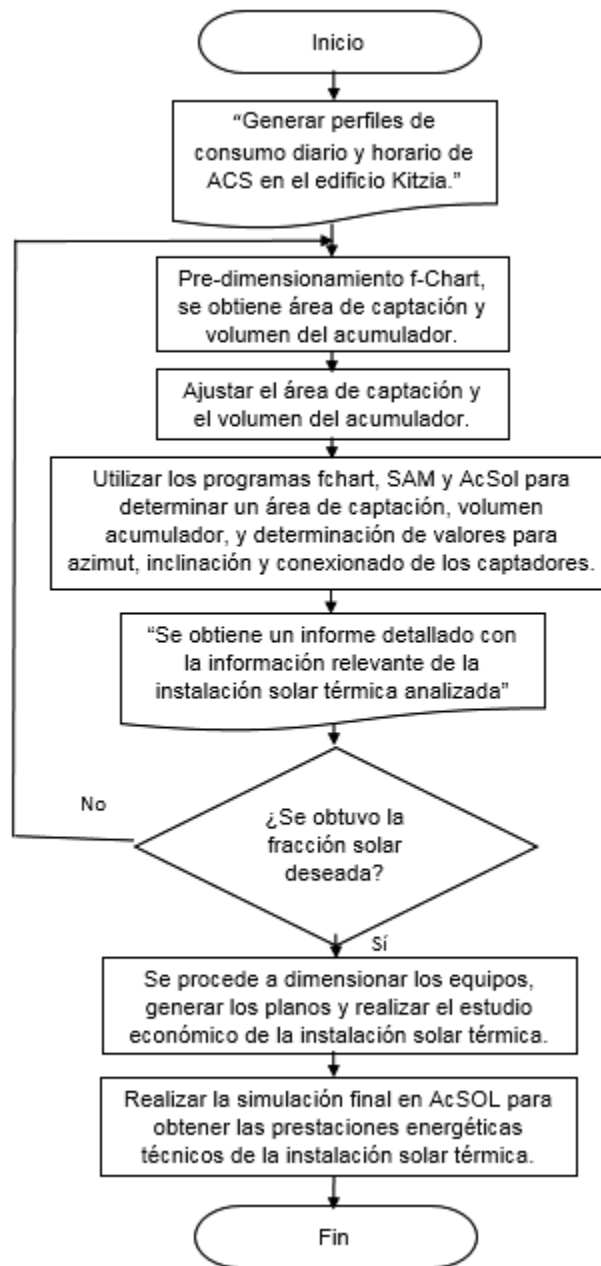 Inicio
“Generar perfiles de
consumo diario y horario de
ACS en el edificio Kitzia.”
Pre-dimensionamiento f-Chart,
se obtiene área de captación y
volumen del acumulador.
Ajustar el área de captación y
el volumen del acumulador.
Utilizar los programas fchart, SAM y AcSol para
determinar un área de captación, volumen
acumulador, y determinación de valores para
azimut, inclinación y conexionado de los captadores.
“Se obtiene un informe detallado con
la información relevante de la
instalación solar térmica analizada”
No
¿Se obtuvo la
fracción solar
deseada?
Sí
Se procede a dimensionar los equipos,
generar los planos y realizar el estudio
económico de la instalación solar térmica.
Realizar la simulación final en AcSOL para
obtener las prestaciones energéticas
técnicos de la instalación solar térmica.
Fin